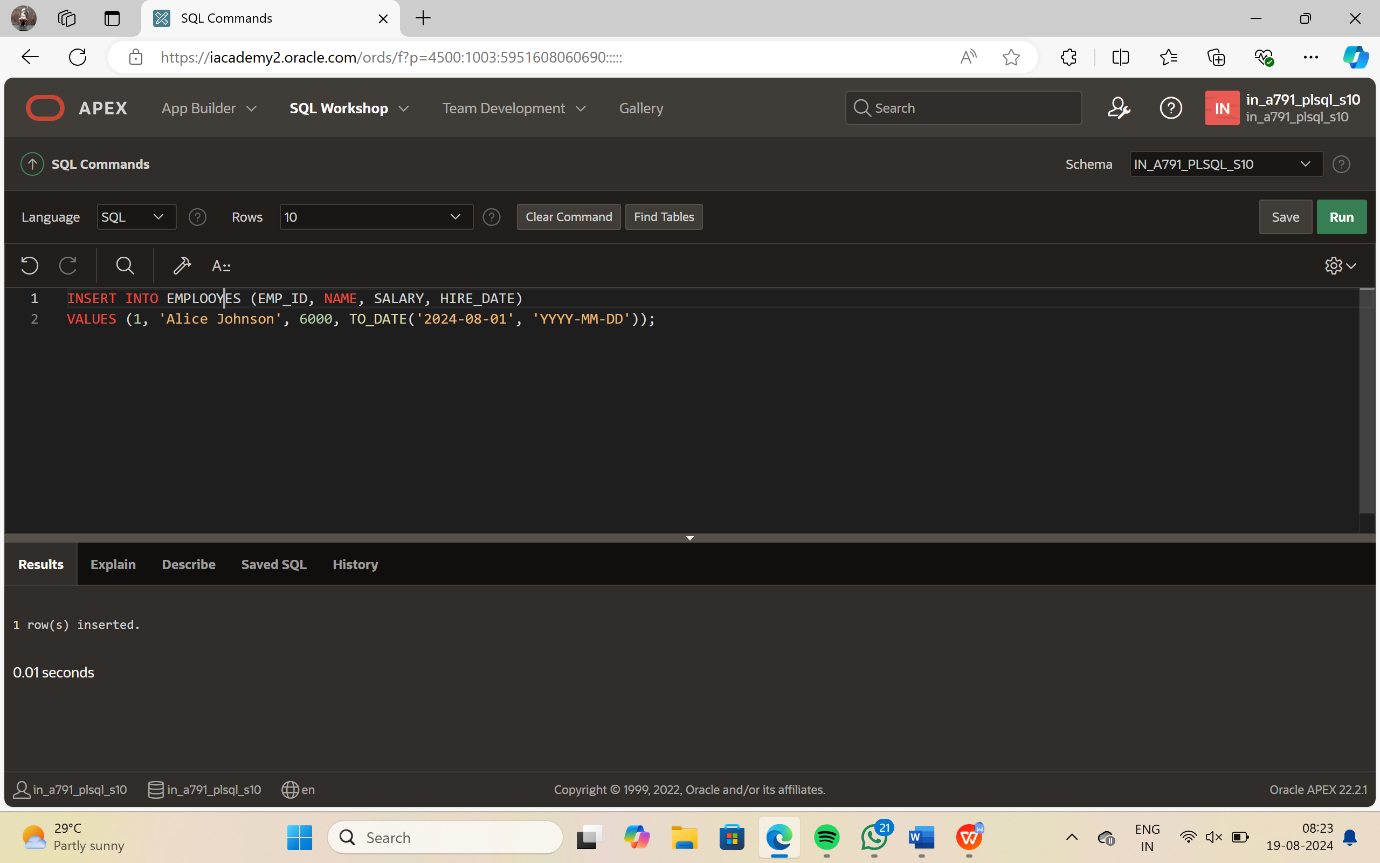 SQL Commands
https://iacademy2.oracle.com/ords/f?p=4500:1003:5951608060690:::::
APEX App Builder SQL Workshop Team Development Gallery Search IN in_a791_plsql_s10
in_a791_plsql_s10
SQL Commands Schema IN_A791_PLSQL_S10
Language SQL Rows 10 Clear Command Find Tables Save Run
1 INSERT INTO EMPLOOYES (EMP_ID, NAME, SALARY, HIRE_DATE)
2 VALUES (1, 'Alice Johnson', 6000, TO_DATE('2024-08-01', 'YYYY-MM-DD'));
Results Explain Describe Saved SQL History
1 row(s) inserted.
0.01 seconds
in_a791_plsql_s10 in_a791_plsql_s10 en Copyright © 1999, 2022, Oracle and/or its affiliates. Oracle APEX 22.2.1
29°C
Partly sunny
Search
21
ENG
IN
08:23
19-08-2024